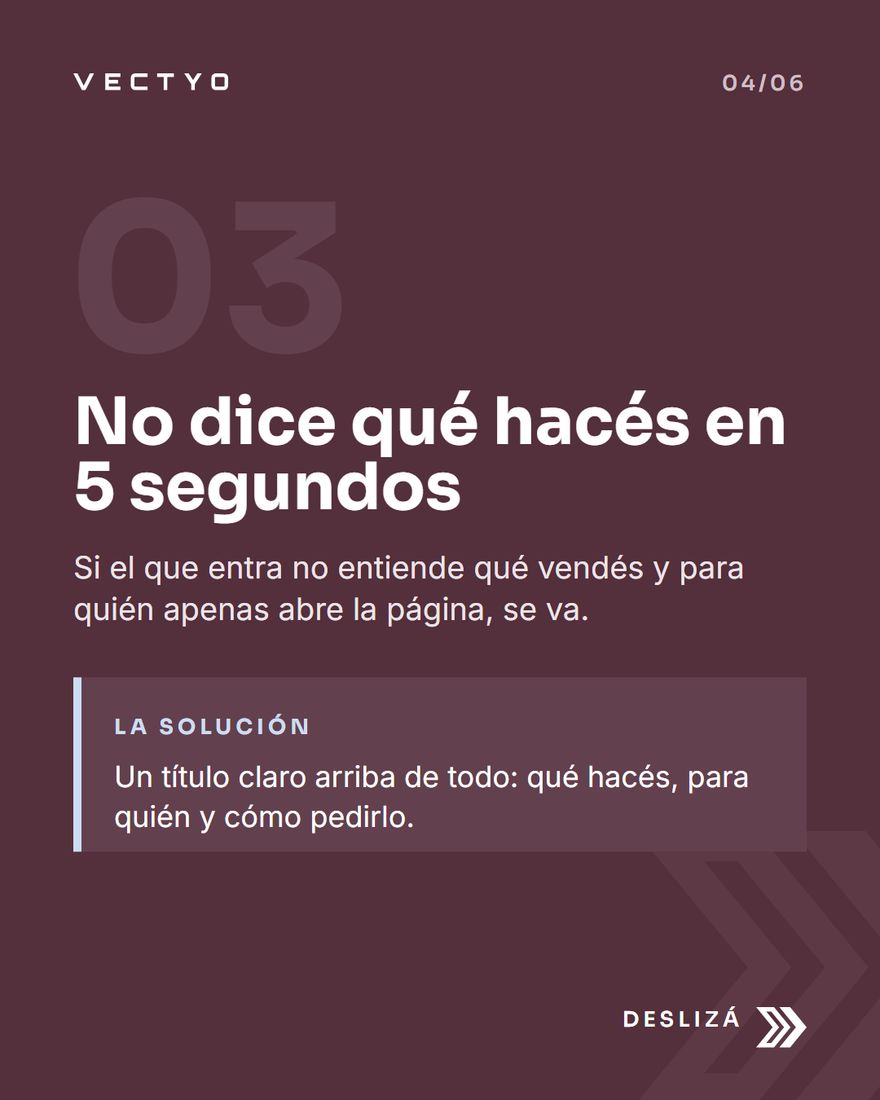 VECTYO
04/06
03
No dice qué hacés en
5 segundos
Si el que entra no entiende qué vendés y para
quién apenas abre la página, se va.
LA SOLUCIÓN
Un título claro arriba de todo: qué hacés, para
quién y cómo pedirlo.
DESLIZÁ